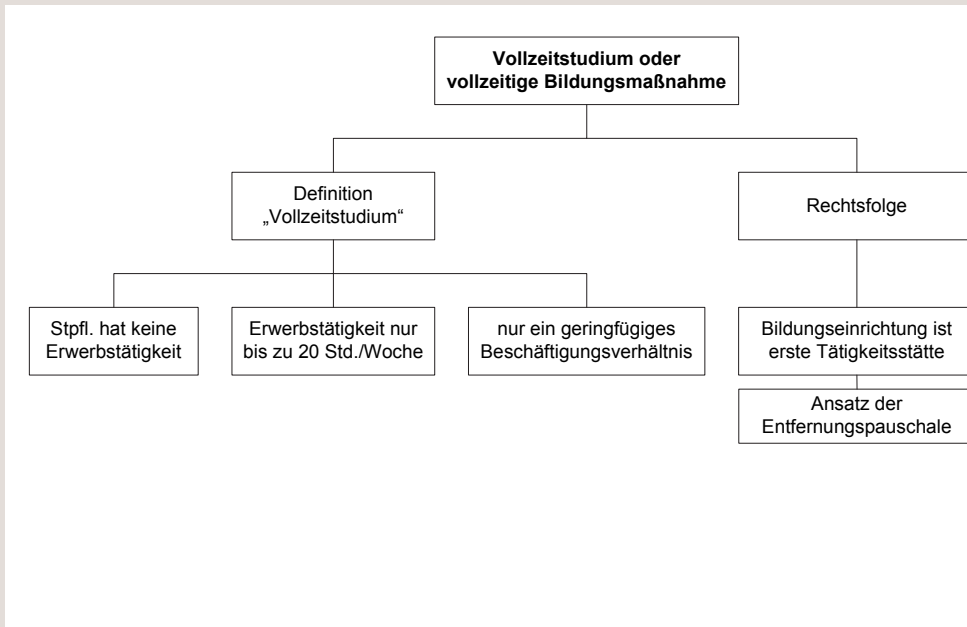 Vollzeitstudium oder
vollzeitige Bildungsmaßnahme
Definition
„Vollzeitstudium“
Rechtsfolge
Stpfl. hat keine
Erwerbstätigkeit
Erwerbstätigkeit nur
bis zu 20 Std./Woche
nur ein geringfügiges
Beschäftigungsverhältnis
Bildungseinrichtung ist
erste Tätigkeitsstätte
Ansatz der
Entfernungspauschale